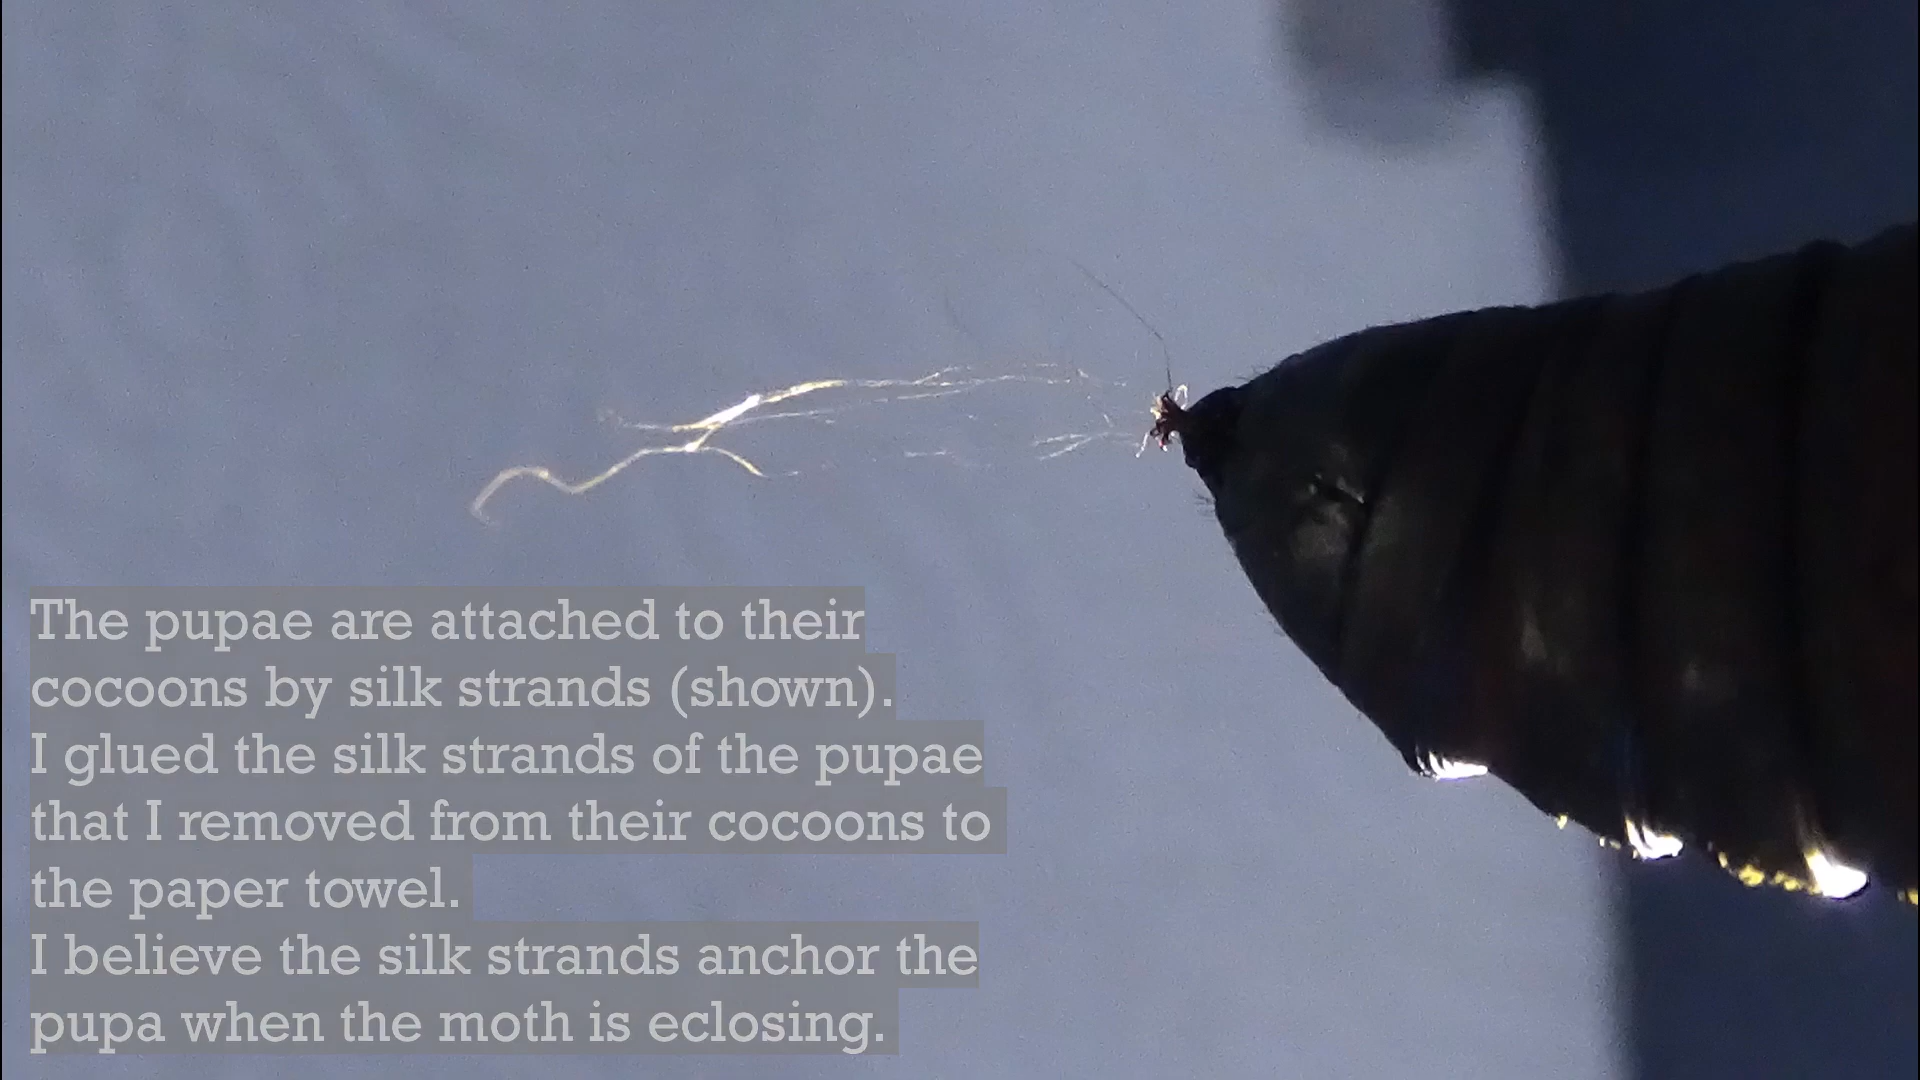 The pupae are attached to their
cocoons by silk strands (shown).
I glued the silk strands of the pupae
that I removed from their cocoons to
the paper towel.
I believe the silk strands anchor the
pupa when the moth is eclosing.